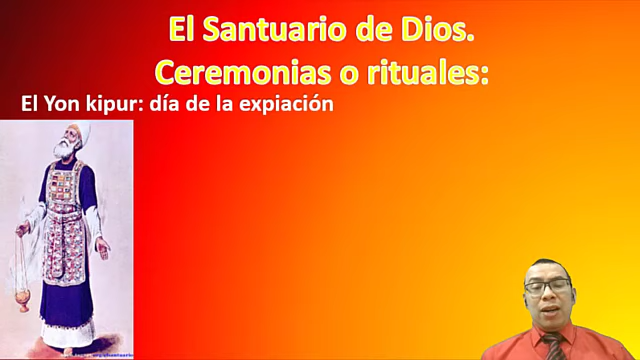 El Santuario de Dios.
Ceremonias o rituales:
El Yon kipur: día de la expiación